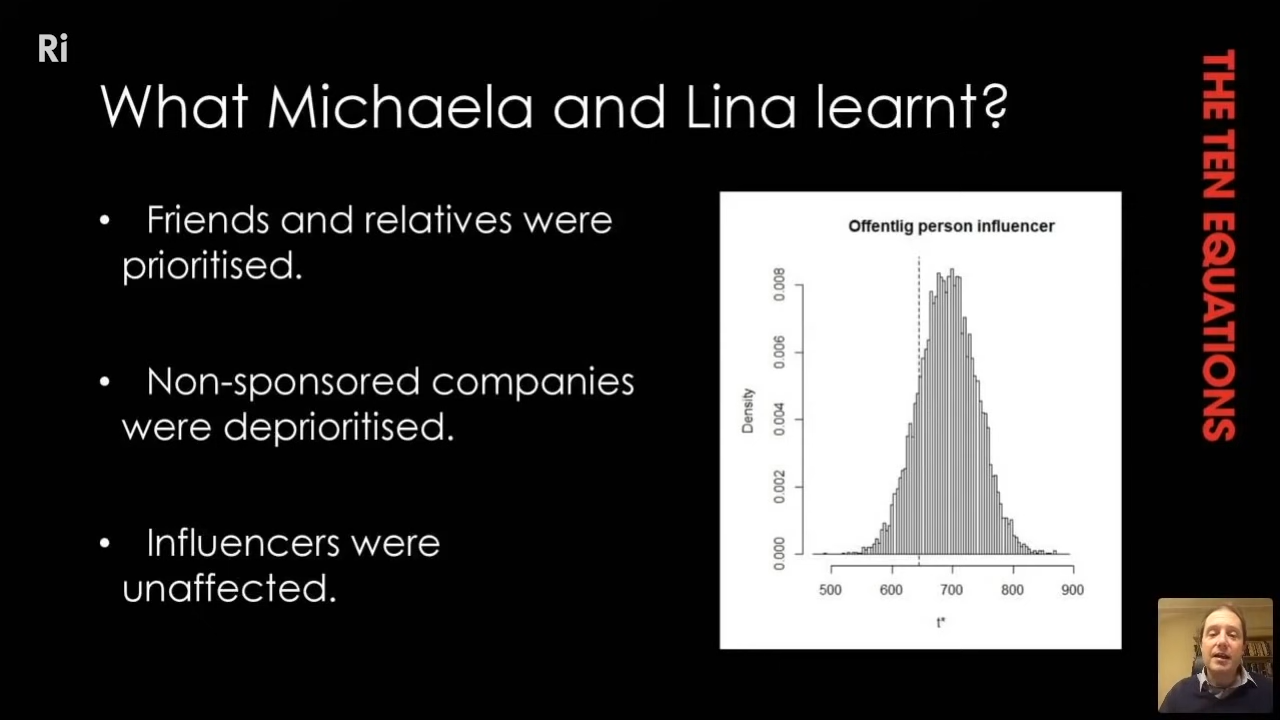 Ri
What Michaela and Lina learnt?
• Friends and relatives were
prioritised.
• Non-sponsored companies
were deprioritised.
• Influencers were
unaffected.
Offentlig person influencer
Density
0.008
0.006
0.004
0.002
0.000
500 600 700 800 900
t*
THE TEN EQUATIONS